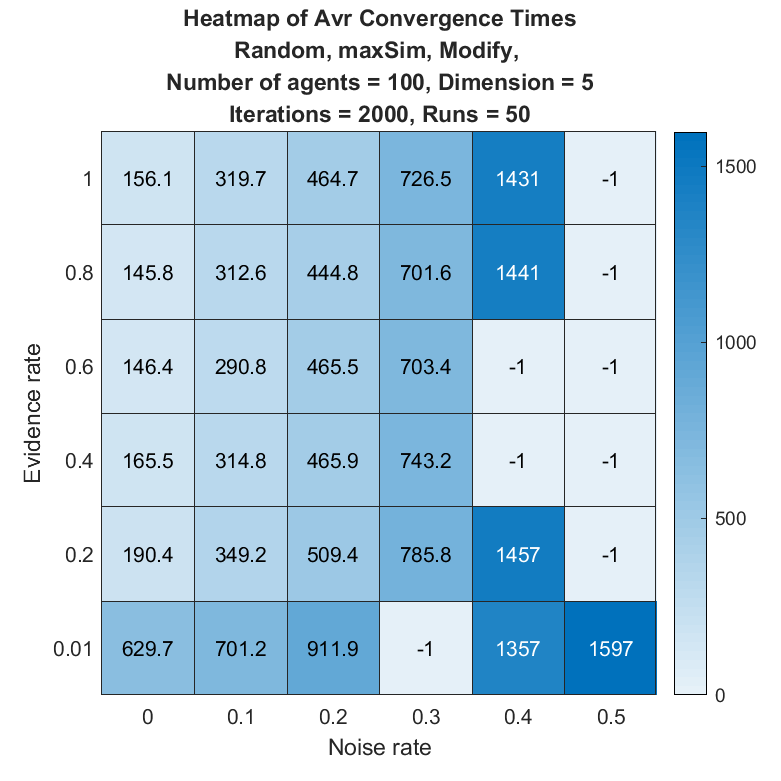 Heatmap of Avr Convergence Times
Random, maxSim, Modify,
Number of agents = 100, Dimension = 5
Iterations = 2000, Runs = 50
1 156.1 319.7 464.7 726.5 1431 -1
0.8 145.8 312.6 444.8 701.6 1441 -1
0.6 146.4 290.8 465.5 703.4 -1 -1
0.4 165.5 314.8 465.9 743.2 -1 -1
0.2 190.4 349.2 509.4 785.8 1457 -1
0.01 629.7 701.2 911.9 -1 1357 1597
0 0.1 0.2 0.3 0.4 0.5
Noise rate
Evidence rate
1500
1000
500
0